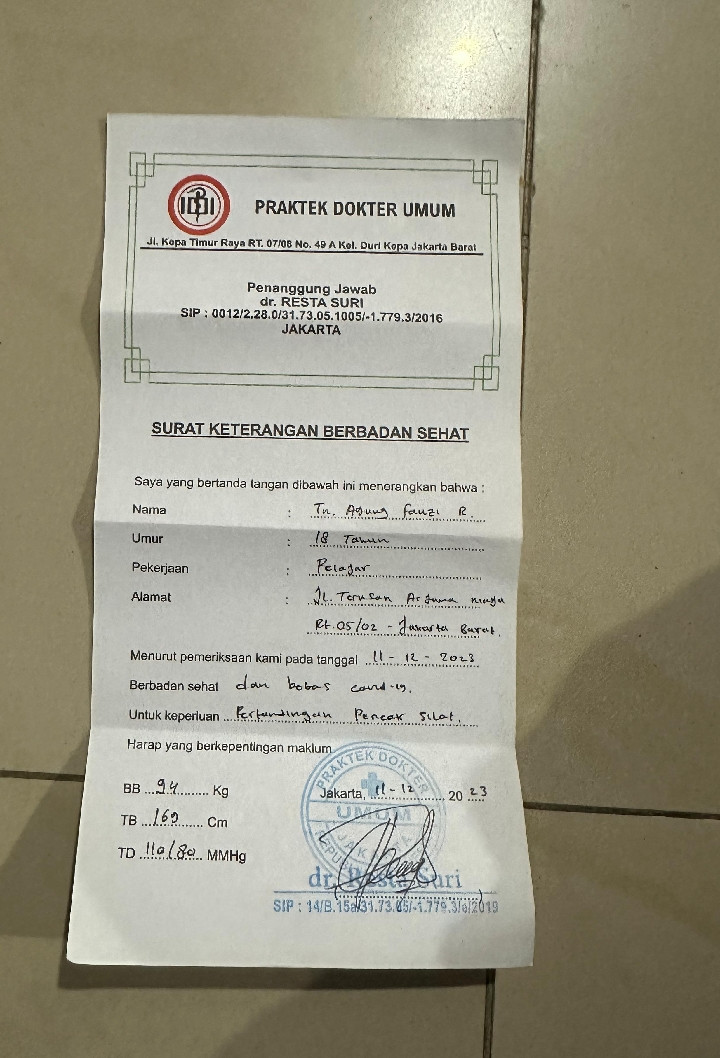 IDI
PRAKTEK DOKTER UMUM
Jl. Kepa Timur Raya RT. 07/08 No. 49 A Kel. Duri Kepa Jakarta Barat
Penanggung Jawab
dr. RESTA SURI
SIP : 0012/2.28.0/31.73.05.1005/-1.779.3/2016
JAKARTA
SURAT KETERANGAN BERBADAN SEHAT
Saya yang bertanda tangan dibawah ini menerangkan bahwa :
Nama : Tn. Agung fauzi R.
Umur : 18 Tahun
Pekerjaan : Pelajar
Alamat : Jl. Terusan Arjuna
Rt. 05/02 - Jakarta Barat.
Menurut pemeriksaan kami pada tanggal 11 - 12 - 2023
Berbadan sehat dan bebas covid-19.
Untuk keperluan Pertandingan Pencak Silat.
Harap yang berkepentingan maklum
PRAKTEK DOKTER
UMUM
BB 94 Kg
Jakarta, 11 - 12 2023
TB 160 Cm
TD 110/80 MMHg
dr. Resta Suri
SIP : 14/B.15a/31.73.05/-1.779.3/e/2019